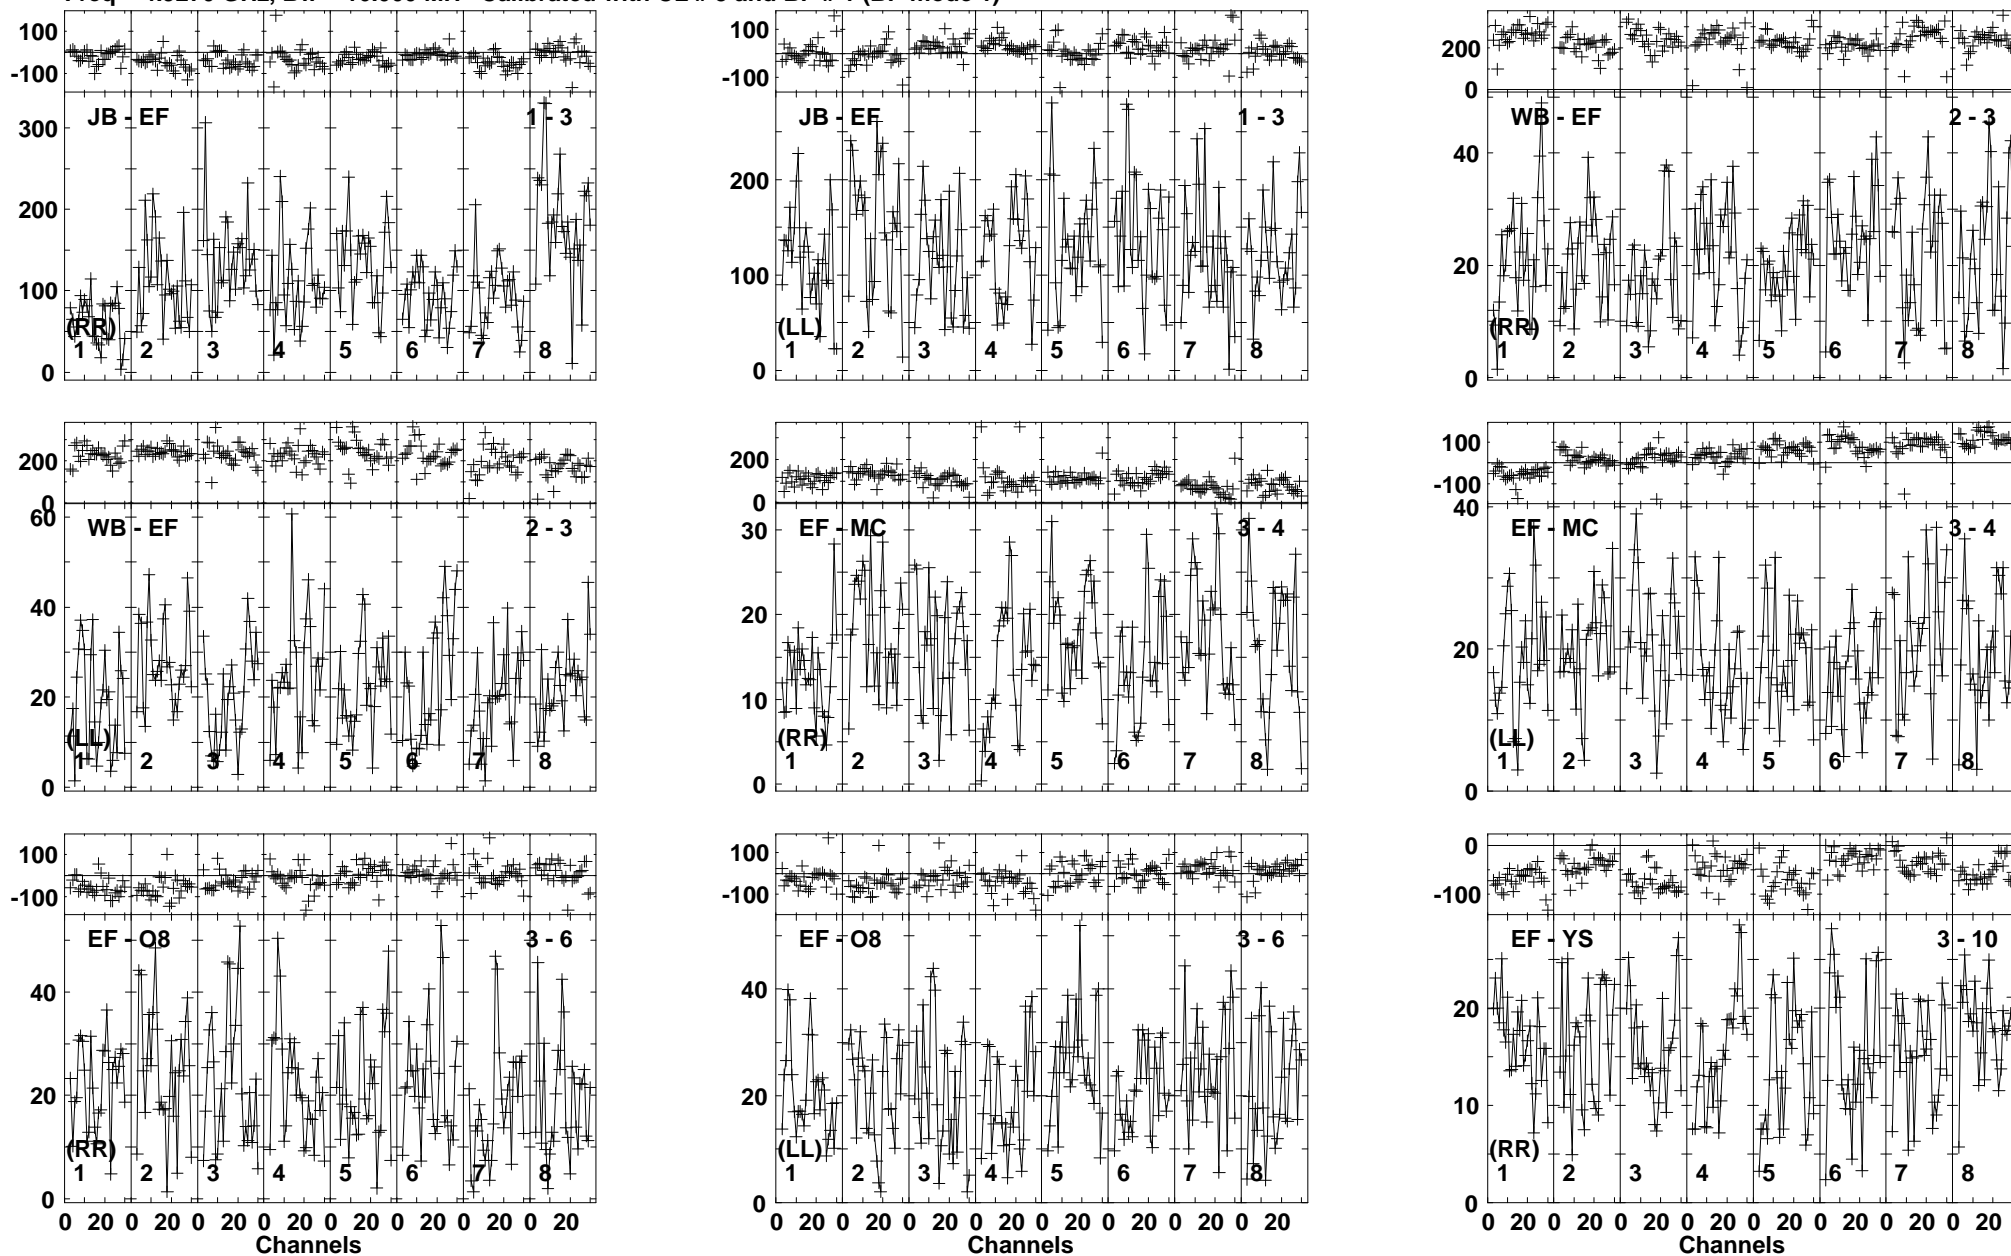 100 100 200
-100 -100 0
JB - EF 1 - 3 JB - EF 1 - 3 WB - EF 2 - 3
300 200 100 0
(RR) 1 2 3 4 5 6 7 8
200 100 0
(LL) 1 2 3 4 5 6 7 8
40 20 0
(RR) 1 2 3 4 5 6 7 8
200 0 200 0 100 -100
WB - EF 2 - 3 EF - MC 3 - 4 EF - MC 3 - 4
60 40 20 0
(LL) 1 2 3 4 5 6 7 8
30 20 10 0
(RR) 1 2 3 4 5 6 7 8
40 20 0
(LL) 1 2 3 4 5 6 7 8
100 -100 100 -100 0 -100
EF - O8 3 - 6 EF - O8 3 - 6 EF - YS 3 - 10
40 20 0
(RR) 1 2 3 4 5 6 7 8
40 20 0
(LL) 1 2 3 4 5 6 7 8
20 10 0
(RR) 1 2 3 4 5 6 7 8
0 20 0 20 0 20 0 20 0 20 0 20 0 20 0 20
0 20 0 20 0 20 0 20 0 20 0 20 0 20 0 20
0 20 0 20 0 20 0 20 0 20 0 20 0 20 0 20
Channels Channels